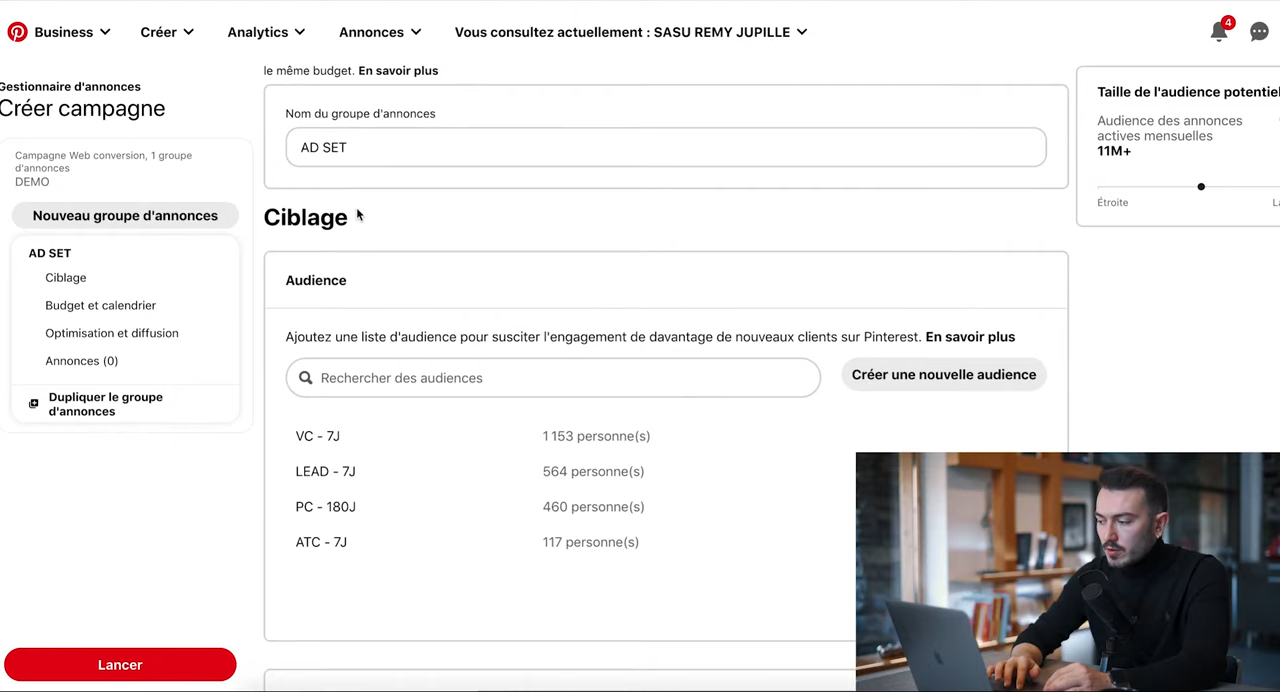 Business
Créer
Analytics
Annonces
Vous consultez actuellement : SASU REMY JUPILLE
4
Gestionnaire d'annonces
Créer campagne
Campagne Web conversion, 1 groupe
d'annonces
DEMO
Nouveau groupe d'annonces
AD SET
Ciblage
Budget et calendrier
Optimisation et diffusion
Annonces (0)
Dupliquer le groupe
d'annonces
Lancer
le même budget. En savoir plus
Nom du groupe d'annonces
AD SET
Ciblage
Audience
Ajoutez une liste d'audience pour susciter l'engagement de davantage de nouveaux clients sur Pinterest. En savoir plus
Rechercher des audiences
Créer une nouvelle audience
VC - 7J 1 153 personne(s)
LEAD - 7J 564 personne(s)
PC - 180J 460 personne(s)
ATC - 7J 117 personne(s)
Taille de l'audience potentiel
Audience des annonces
actives mensuelles
11M+
Étroite
La